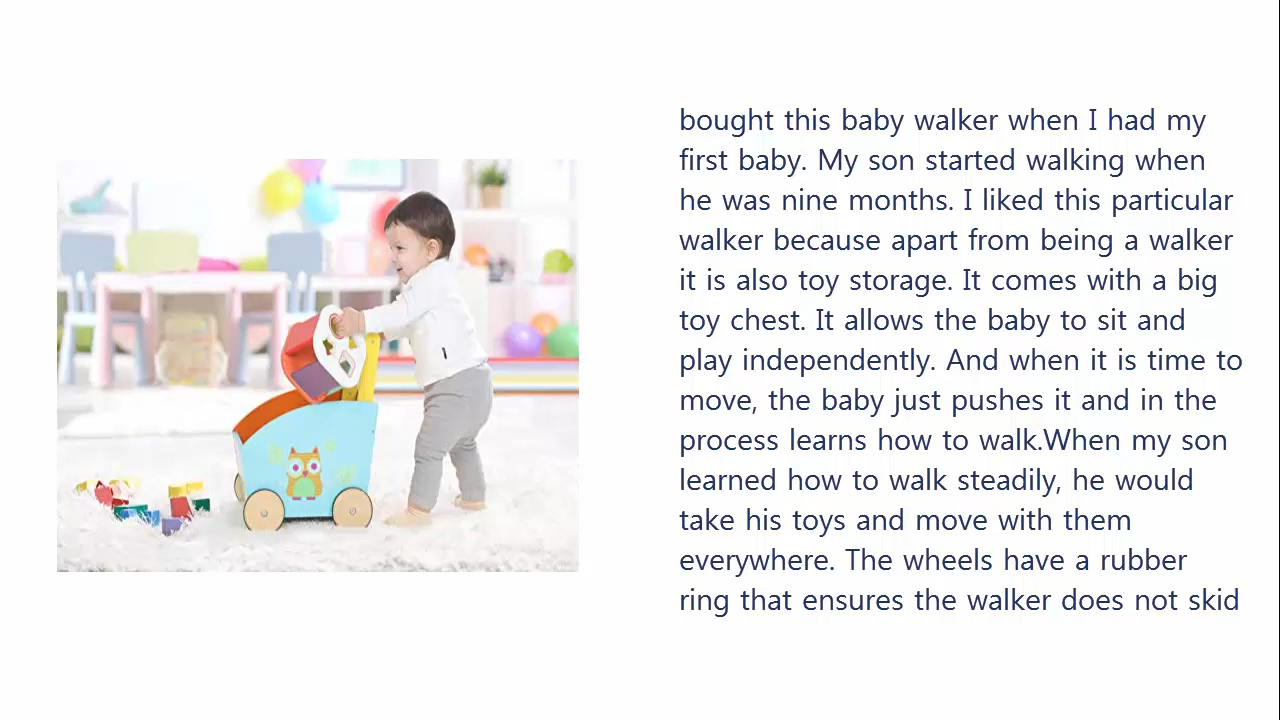 bought this baby walker when I had my
first baby. My son started walking when
he was nine months. I liked this particular
walker because apart from being a walker
it is also toy storage. It comes with a big
toy chest. It allows the baby to sit and
play independently. And when it is time to
move, the baby just pushes it and in the
process learns how to walk.When my son
learned how to walk steadily, he would
take his toys and move with them
everywhere. The wheels have a rubber
ring that ensures the walker does not skid